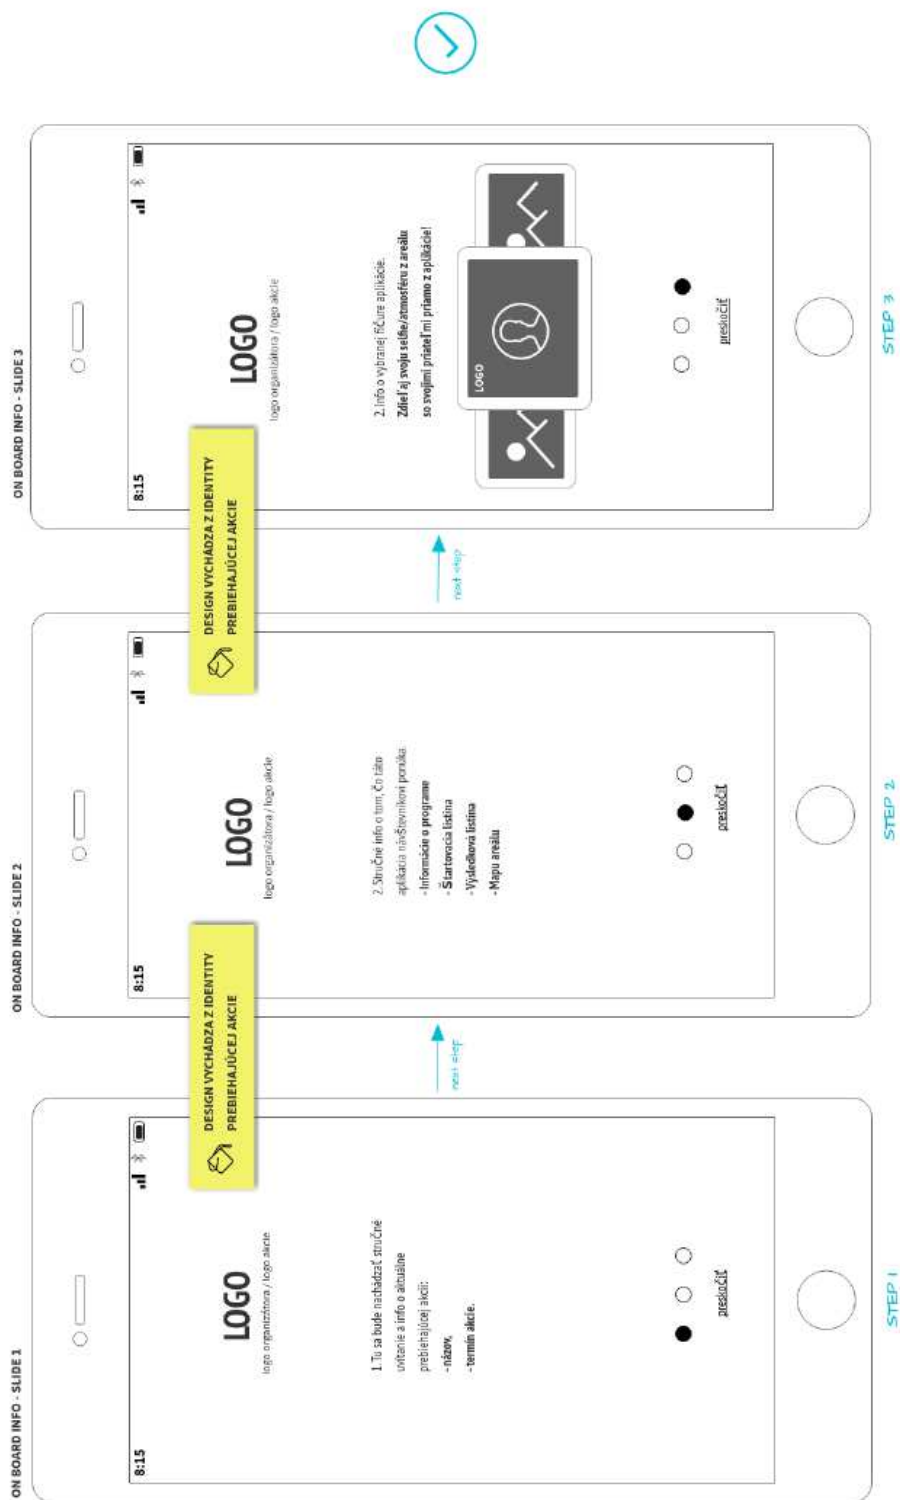 ON BOARD INFO - SLIDE 1
8:15
LOGO
logo organizátora / logo akcie
1. Tu sa bude nachádzať stručné
uvítanie a info o aktuálne
prebiehajúcej akcii:
- názov,
- termín akcie.
preskočiť
STEP 1
DESIGN VYCHÁDZA Z IDENTITY
PREBIEHAJÚCEJ AKCIE
next step
ON BOARD INFO - SLIDE 2
8:15
LOGO
logo organizátora / logo akcie
2. Stručné info o tom, čo táto
aplikácia návštevníkovi ponúka.
- Informácie o programe
- Štartovacia listina
- Výsledková listina
- Mapu areálu
preskočiť
STEP 2
DESIGN VYCHÁDZA Z IDENTITY
PREBIEHAJÚCEJ AKCIE
next step
ON BOARD INFO - SLIDE 3
8:15
LOGO
logo organizátora / logo akcie
2. Info o vybranej fičure aplikácie.
Zdieľaj svoju selfie/atmosféru z areálu
so svojimi priateľmi priamo z aplikácie!
LOGO
preskočiť
STEP 3